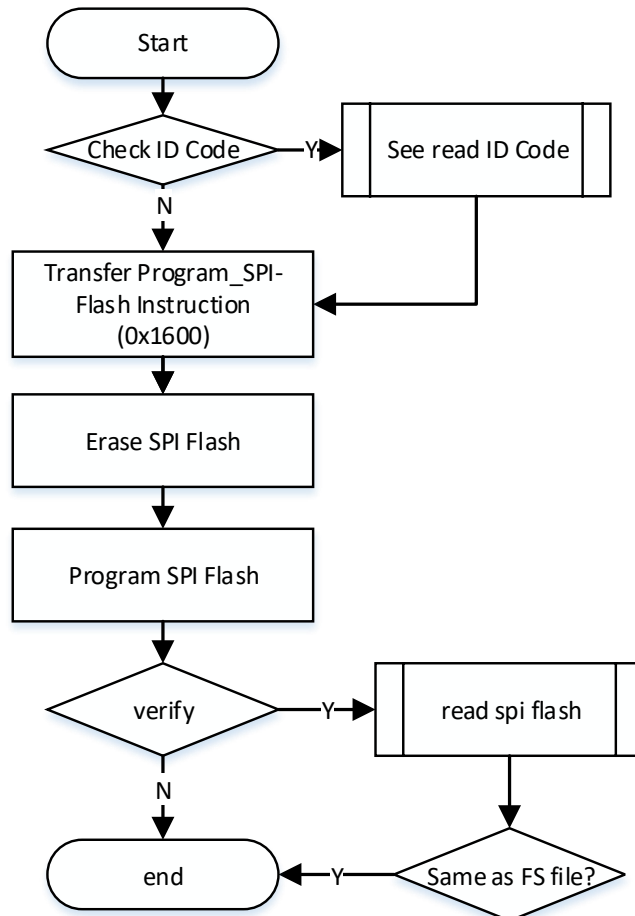 Start
Check ID Code
Y
See read ID Code
N
Transfer Program_SPI-
Flash Instruction
(0x1600)
Erase SPI Flash
Program SPI Flash
verify
Y
read spi flash
N
end
Y
Same as FS file?